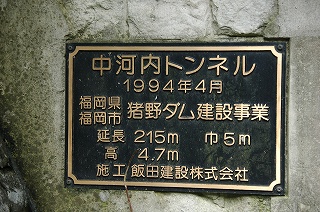 中河内トンネル
1994年4月
福岡県
福岡市 猪野ダム建設事業
延長 215m 巾5m
高 4.7m
施工 飯田建設株式会社